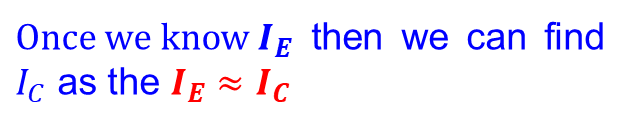 Once we know I_E then we can find
I_C as the I_E ≈ I_C